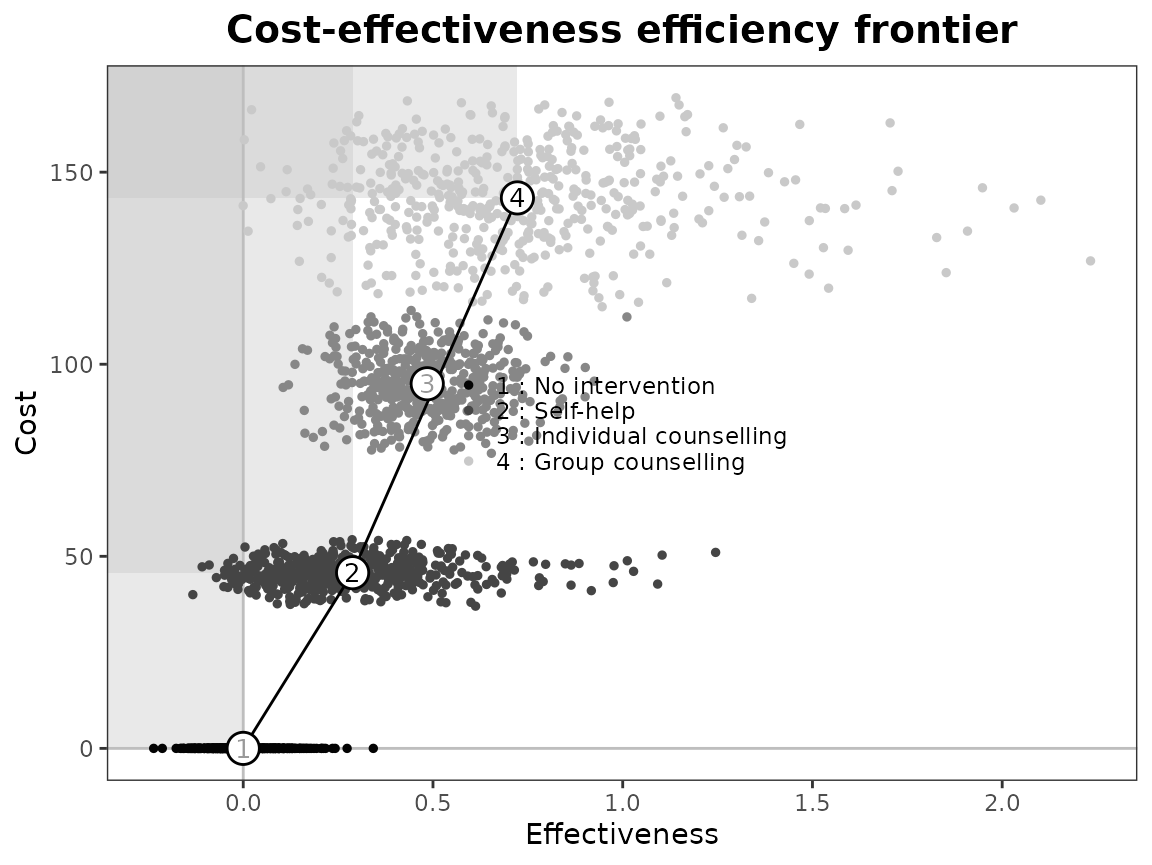 Cost-effectiveness efficiency frontier
150
4
100
3
1 : No intervention
2 : Self-help
3 : Individual counselling
4 : Group counselling
Cost
50
2
0
1
0.0 0.5 1.0 1.5 2.0
Effectiveness